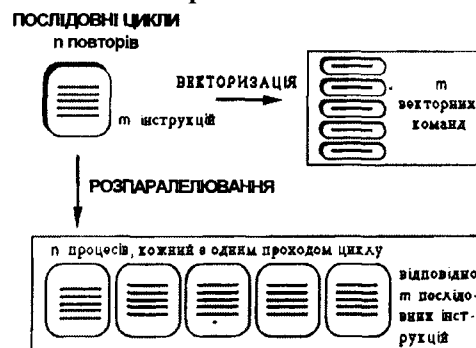 ПОСЛІДОВНІ ЦИКЛИ
n повторів
ВЕКТОРИЗАЦІЯ
m інструкцій
m
векторних
команд
РОЗПАРАЛЕЛЮВАННЯ
n процесів, кожний з одним проходом циклу
відповідно
m послідо-
вних інст-
рукцій